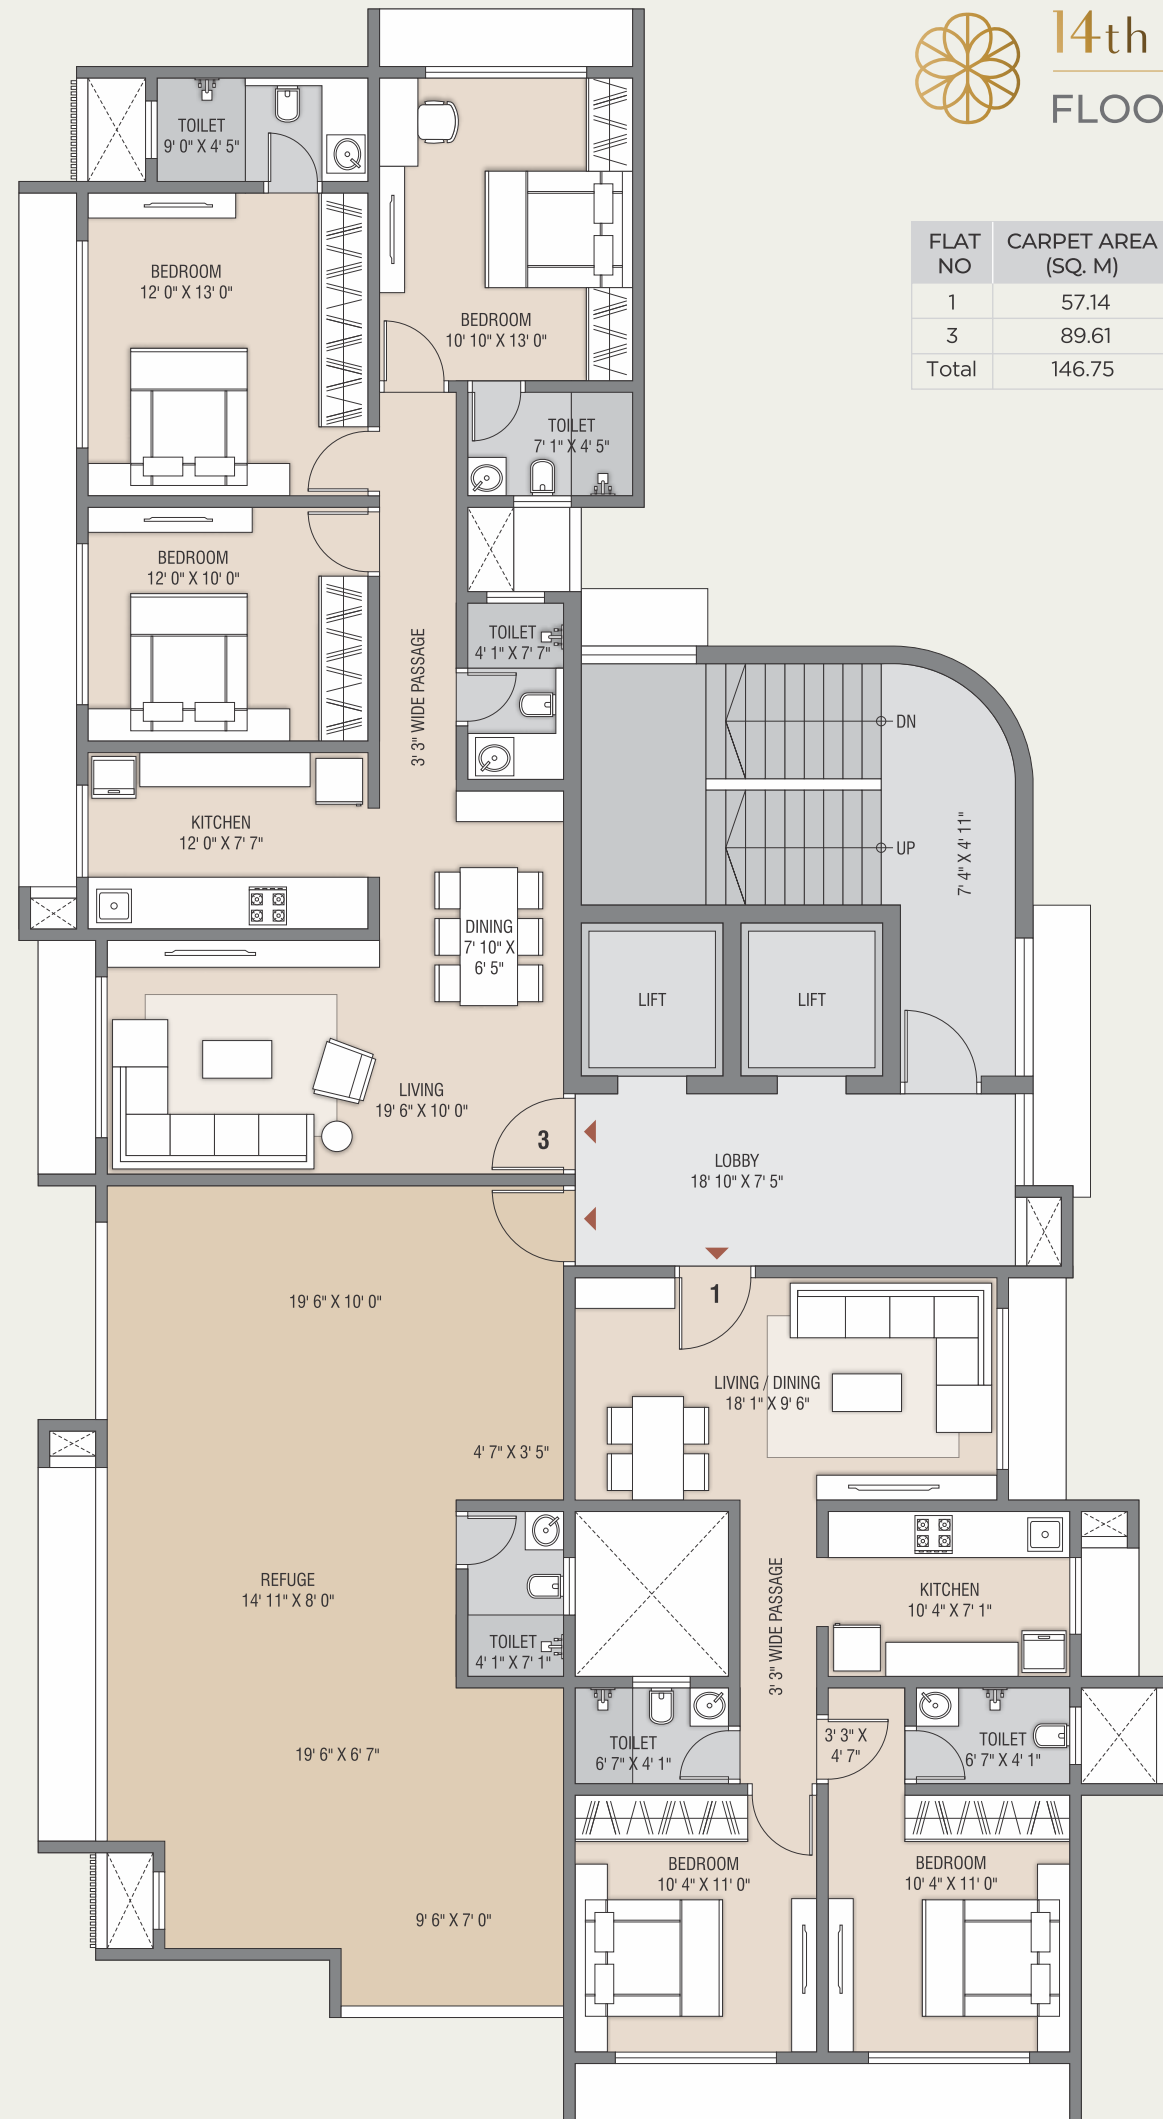 14th
FLOO
FLAT NO
CARPET AREA (SQ. M)
1
57.14
3
89.61
Total
146.75
TOILET
9' 0" X 4' 5"
BEDROOM
12' 0" X 13' 0"
BEDROOM
10' 10" X 13' 0"
TOILET
7' 1" X 4' 5"
BEDROOM
12' 0" X 10' 0"
TOILET
4' 1" X 7' 7"
3' 3" WIDE PASSAGE
DN
UP
7' 4" X 4' 11"
KITCHEN
12' 0" X 7' 7"
DINING
7' 10" X
6' 5"
LIFT
LIFT
LIVING
19' 6" X 10' 0"
3
LOBBY
18' 10" X 7' 5"
1
19' 6" X 10' 0"
LIVING / DINING
18' 1" X 9' 6"
4' 7" X 3' 5"
REFUGE
14' 11" X 8' 0"
3' 3" WIDE PASSAGE
KITCHEN
10' 4" X 7' 1"
TOILET
4' 1" X 7' 1"
19' 6" X 6' 7"
TOILET
6' 7" X 4' 1"
3' 3" X
4' 7"
TOILET
6' 7" X 4' 1"
BEDROOM
10' 4" X 11' 0"
BEDROOM
10' 4" X 11' 0"
9' 6" X 7' 0"